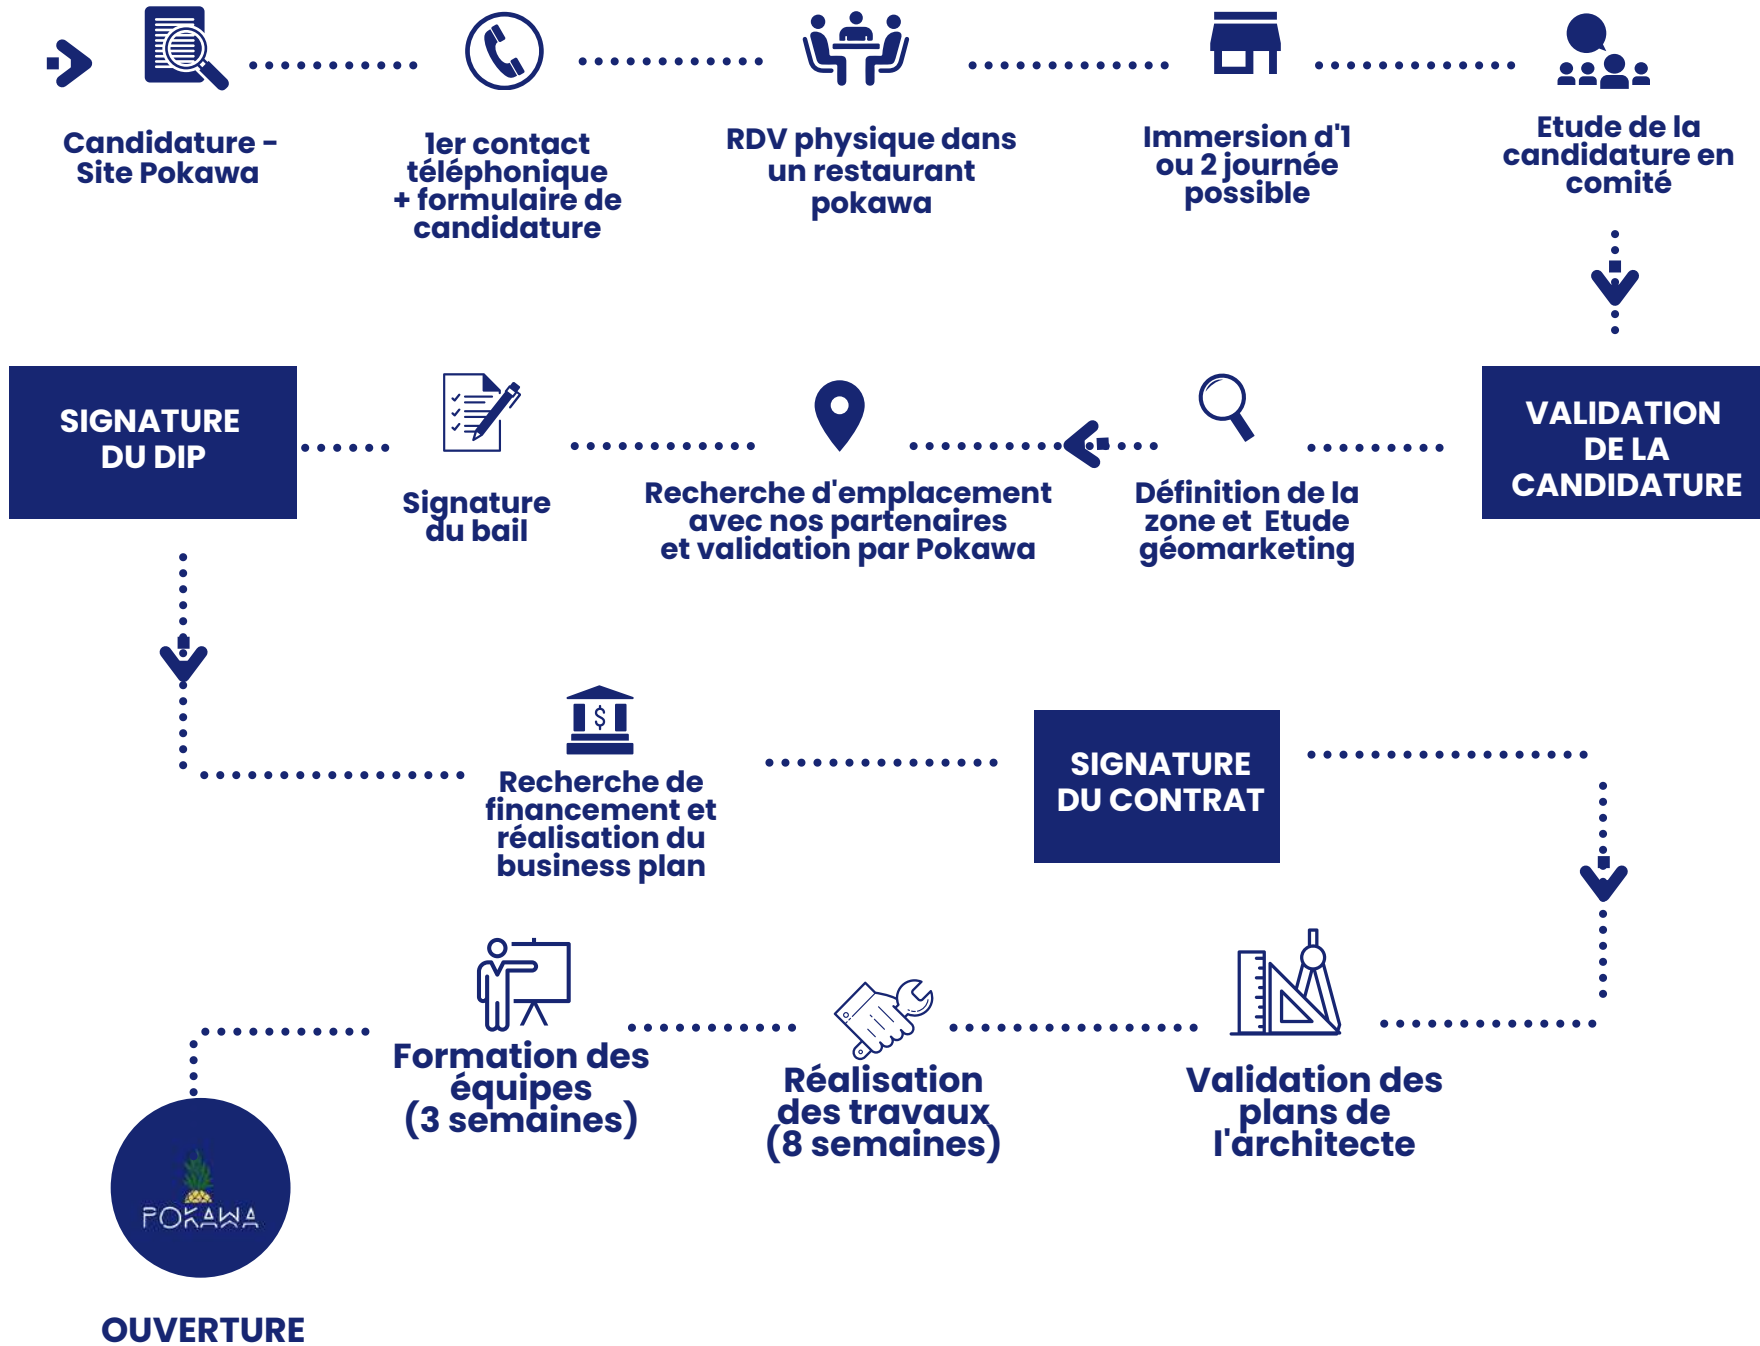 Candidature -
Site Pokawa
1er contact
téléphonique
+ formulaire de
candidature
RDV physique dans
un restaurant
pokawa
Immersion d'1
ou 2 journée
possible
Etude de la
candidature en
comité
VALIDATION
DE LA
CANDIDATURE
Définition de la
zone et Etude
géomarketing
Recherche d'emplacement
avec nos partenaires
et validation par Pokawa
Signature
du bail
SIGNATURE
DU DIP
$
Recherche de
financement et
réalisation du
business plan
SIGNATURE
DU CONTRAT
Validation des
plans de
l'architecte
Réalisation
des travaux
(8 semaines)
Formation des
équipes
(3 semaines)
POKAWA
OUVERTURE